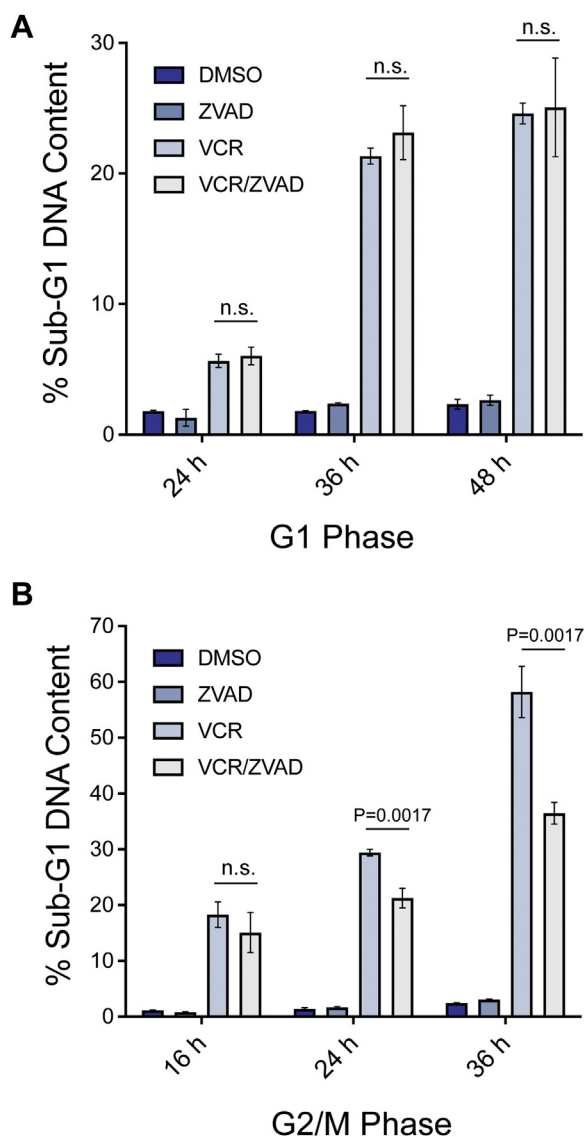 A
% Sub-G1 DNA Content
30
20
10
0
DMSO
ZVAD
VCR
VCR/ZVAD
n.s.
n.s.
n.s.
24 h
36 h
48 h
G1 Phase
B
% Sub-G1 DNA Content
70
60
50
40
30
20
10
0
DMSO
ZVAD
VCR
VCR/ZVAD
n.s.
P=0.0017
P=0.0017
16 h
24 h
36 h
G2/M Phase